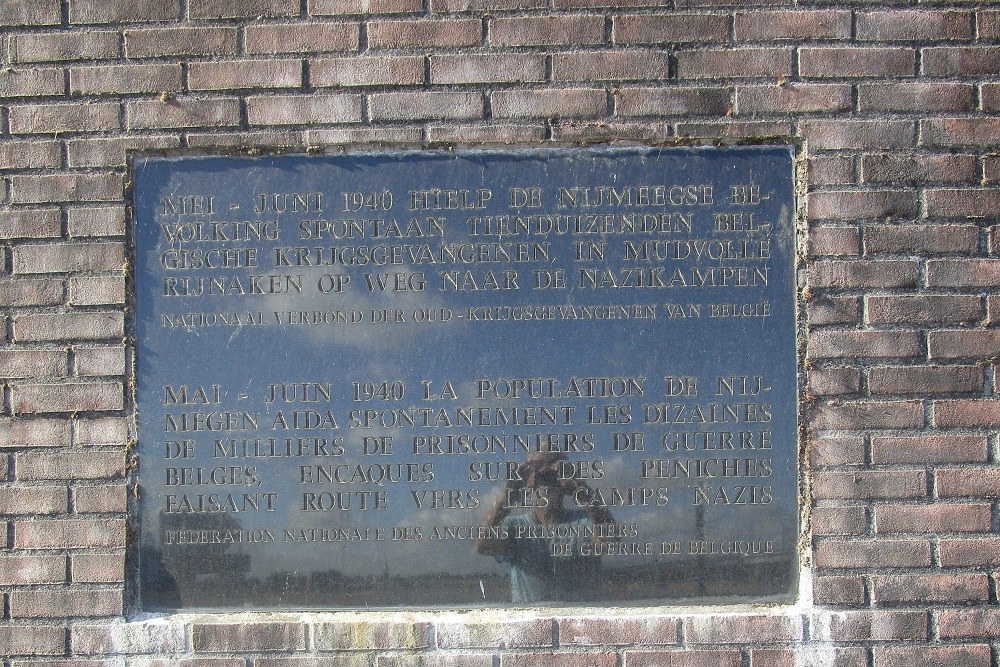 MEI - JUNI 1940 HIELP DE NIJMEEGSE BE-
VOLKING SPONTAAN TIENDUIZENDEN BEL-
GISCHE KRIJGSGEVANGENEN, IN MUDVOLLE
RIJNAKEN OP WEG NAAR DE NAZIKAMPEN
NATIONAAL VERBOND DER OUD-KRIJGSGEVANGENEN VAN BELGIË
MAI - JUIN 1940 LA POPULATION DE NIJ-
MEGEN AIDA SPONTANEMENT LES DIZAINES
DE MILLIERS DE PRISONNIERS DE GUERRE
BELGES, ENCAQUES SUR DES PENICHES
FAISANT ROUTE VERS LES CAMPS NAZIS
FEDERATION NATIONALE DES ANCIENS PRISONNIERS
DE GUERRE DE BELGIQUE